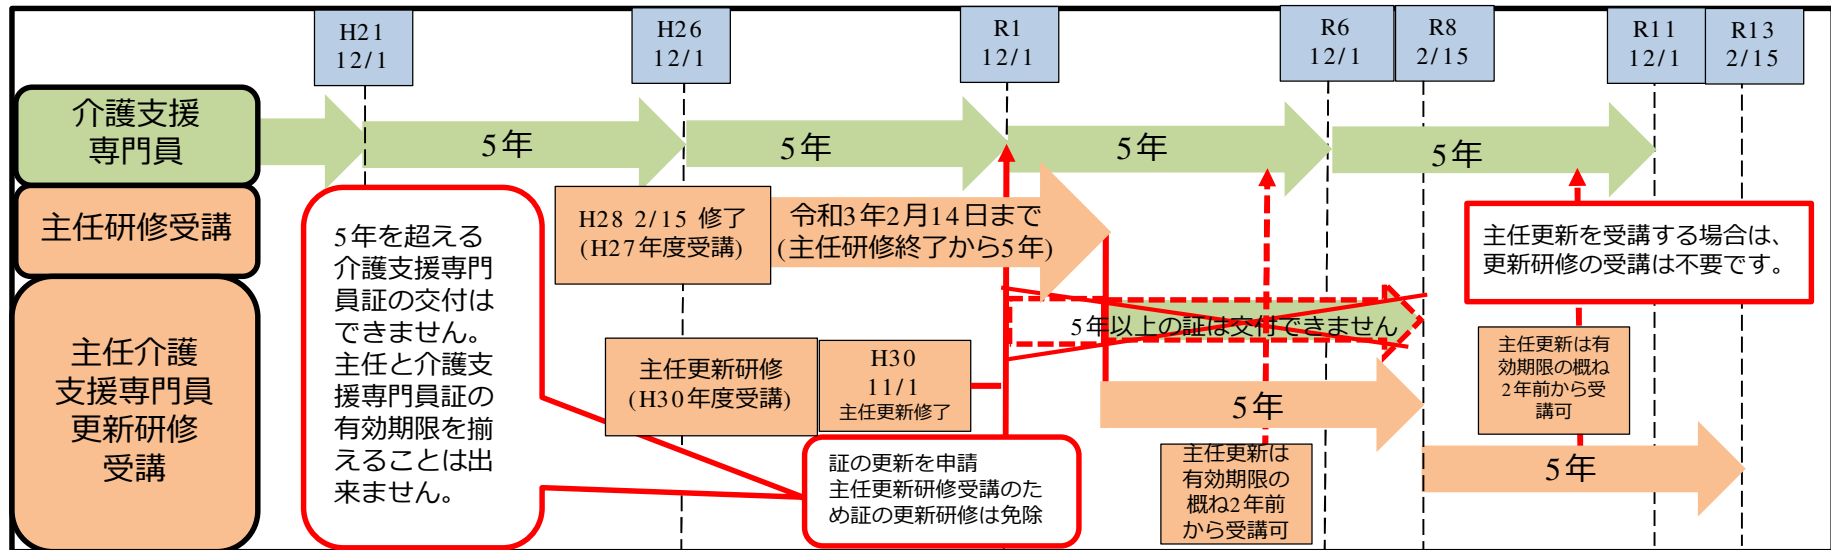 H21
12/1
H26
12/1
R1
12/1
R6
12/1
R8
2/15
R11
12/1
R13
2/15
介護支援
専門員
5年
5年
5年
5年
主任研修受講
H28 2/15 修了
(H27年度受講)
令和3年2月14日まで
(主任研修終了から5年)
主任更新を受講する場合は、
更新研修の受講は不要です。
5年を超える
介護支援専門
員証の交付は
できません。
主任と介護支
援専門員証の
有効期限を揃
えることは出
来ません。
5年以上の証は交付できません
主任介護
支援専門員
更新研修
受講
主任更新研修
(H30年度受講)
H30
11/1
主任更新修了
5年
主任更新は有
効期限の概ね
2年前から受
講可
証の更新を申請
主任更新研修受講のた
め証の更新研修は免除
主任更新は
有効期限の
概ね2年前
から受講可
5年